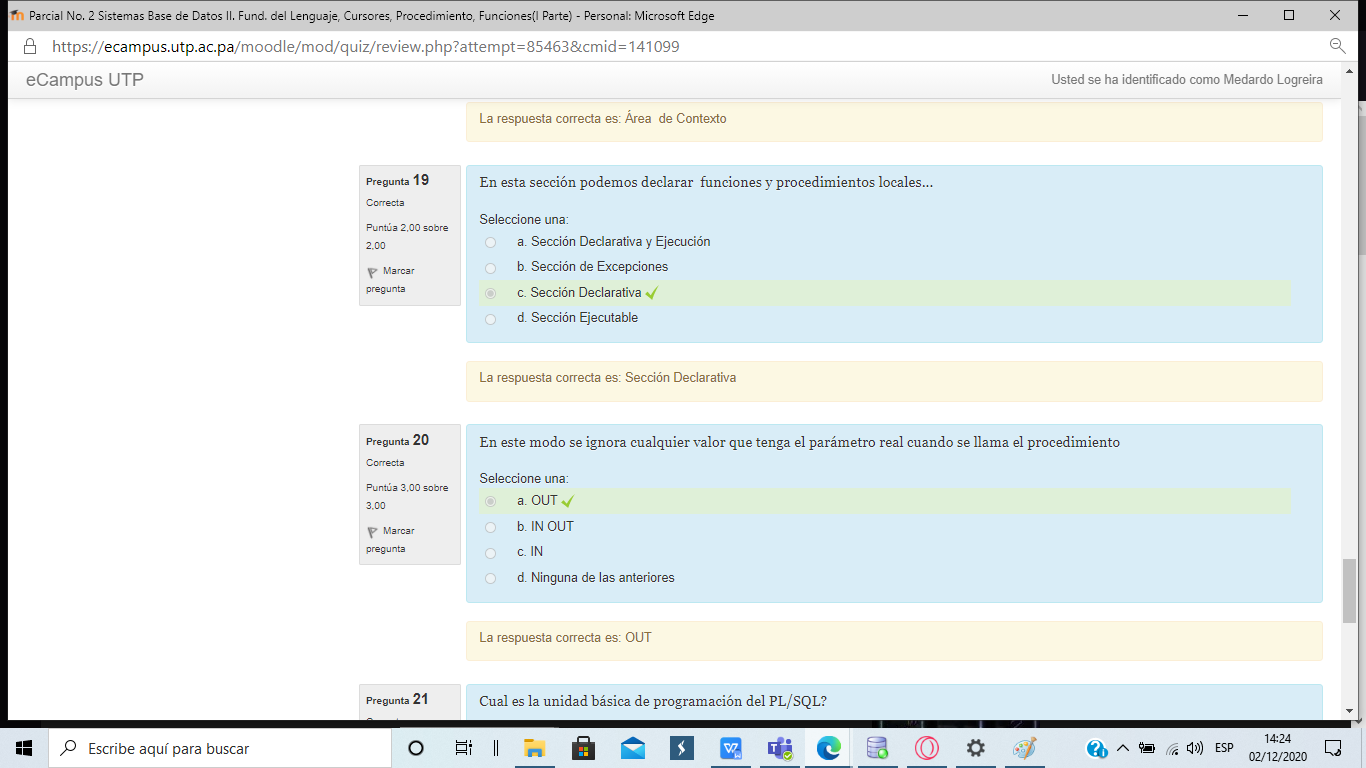 Parcial No. 2 Sistemas Base de Datos II. Fund. del Lenguaje, Cursores, Procedimiento, Funciones(I Parte) - Personal: Microsoft Edge
https://ecampus.utp.ac.pa/moodle/mod/quiz/review.php?attempt=85463&cmid=141099
eCampus UTP
Usted se ha identificado como Medardo Logreira
La respuesta correcta es: Área de Contexto
Pregunta 19
Correcta
Puntúa 2,00 sobre
2,00
Marcar
pregunta
En esta sección podemos declarar funciones y procedimientos locales...
Seleccione una:
a. Sección Declarativa y Ejecución
b. Sección de Excepciones
c. Sección Declarativa
d. Sección Ejecutable
La respuesta correcta es: Sección Declarativa
Pregunta 20
Correcta
Puntúa 3,00 sobre
3,00
Marcar
pregunta
En este modo se ignora cualquier valor que tenga el parámetro real cuando se llama el procedimiento
Seleccione una:
a. OUT
b. IN OUT
c. IN
d. Ninguna de las anteriores
La respuesta correcta es: OUT
Pregunta 21
Cual es la unidad básica de programación del PL/SQL?
Escribe aquí para buscar
ESP
14:24
02/12/2020